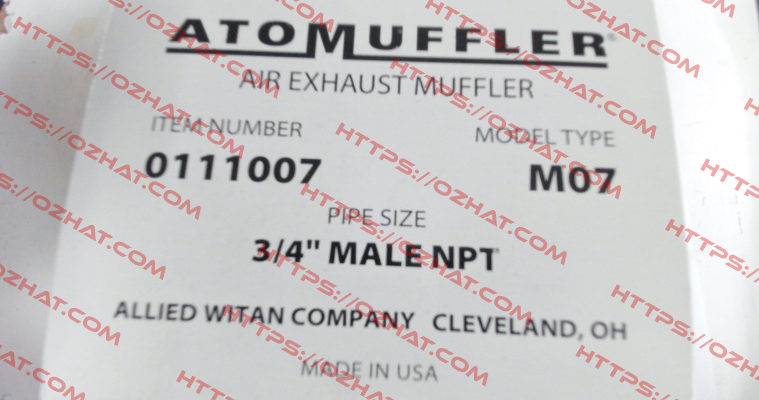 ATOMUFFLER®
AIR EXHAUST MUFFLER
ITEM NUMBER MODEL TYPE
0111007 M07
PIPE SIZE
3/4" MALE NPT
ALLIED WITAN COMPANY CLEVELAND, OH
MADE IN USA
HTTPS://OZHAT.COM